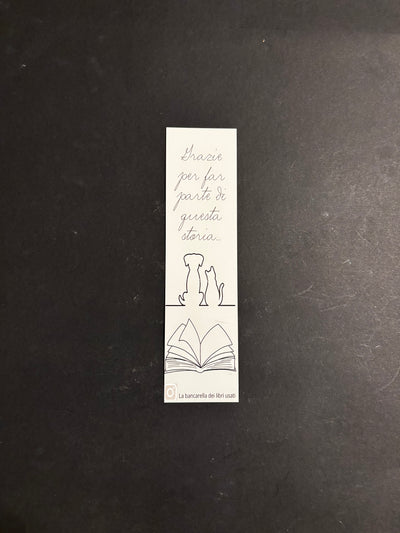 Grazie
per far
parte di
questa
storia...
La bancarella dei libri usati